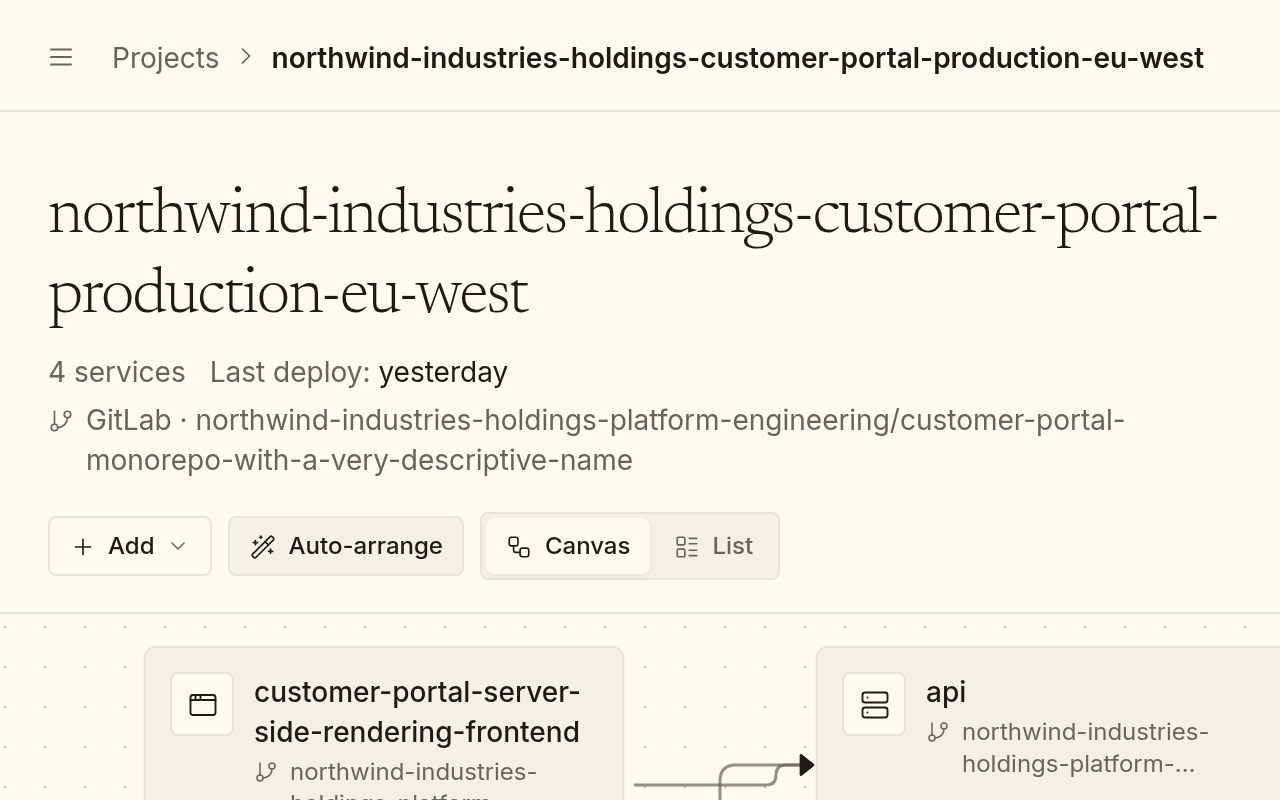 Projects northwind-industries-holdings-customer-portal-production-eu-west
northwind-industries-holdings-customer-portal-
production-eu-west
4 services Last deploy: yesterday
GitLab · northwind-industries-holdings-platform-engineering/customer-portal-
monorepo-with-a-very-descriptive-name
Add Auto-arrange Canvas List
customer-portal-server-
side-rendering-frontend
northwind-industries-
api
northwind-industries-
holdings-platform-...